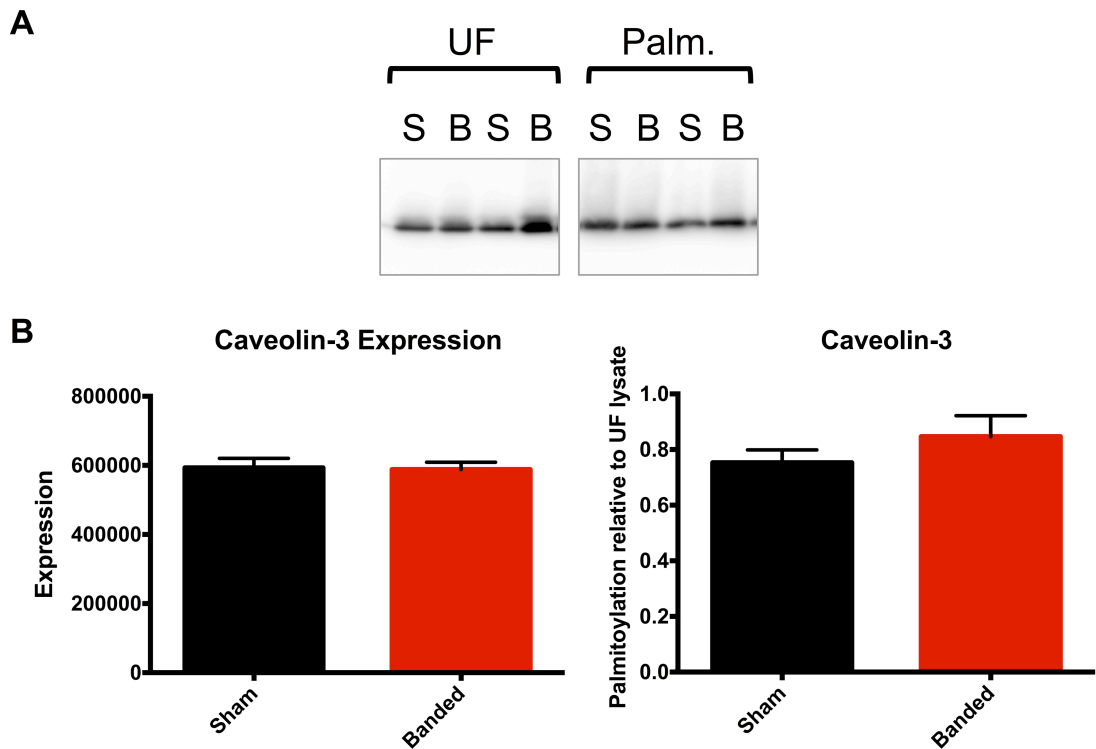 A
UF
Palm.
S B S B
S B S B
B
Caveolin-3 Expression
Expression
800000
600000
400000
200000
0
Sham
Banded
Caveolin-3
Palmitoylation relative to UF lysate
1.0
0.8
0.6
0.4
0.2
0.0
Sham
Banded